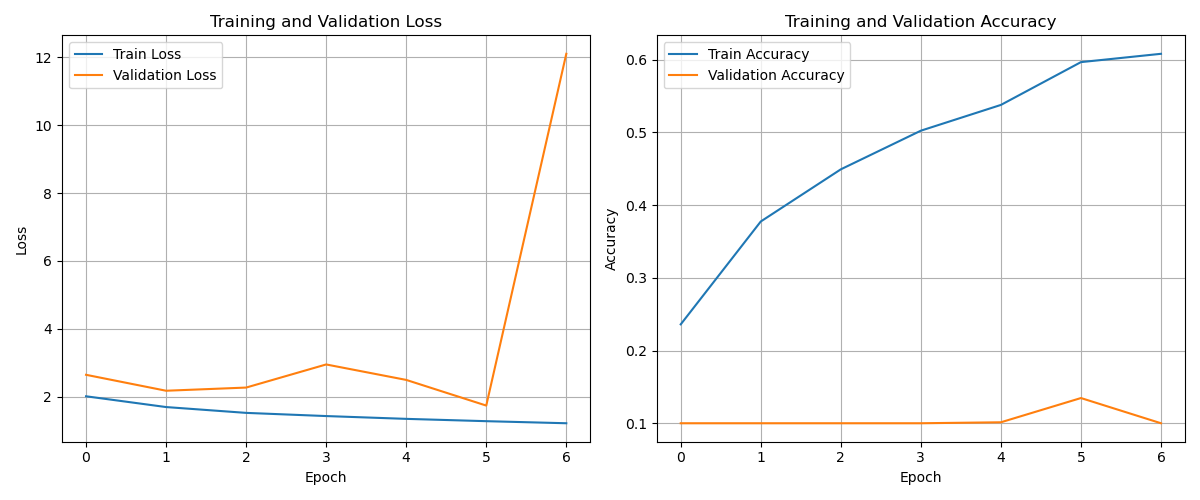 Training and Validation Loss
Train Loss
Validation Loss
12
10
8
6
4
2
Loss
0 1 2 3 4 5 6
Epoch
Training and Validation Accuracy
Train Accuracy
Validation Accuracy
0.6
0.5
0.4
0.3
0.2
0.1
Accuracy
0 1 2 3 4 5 6
Epoch